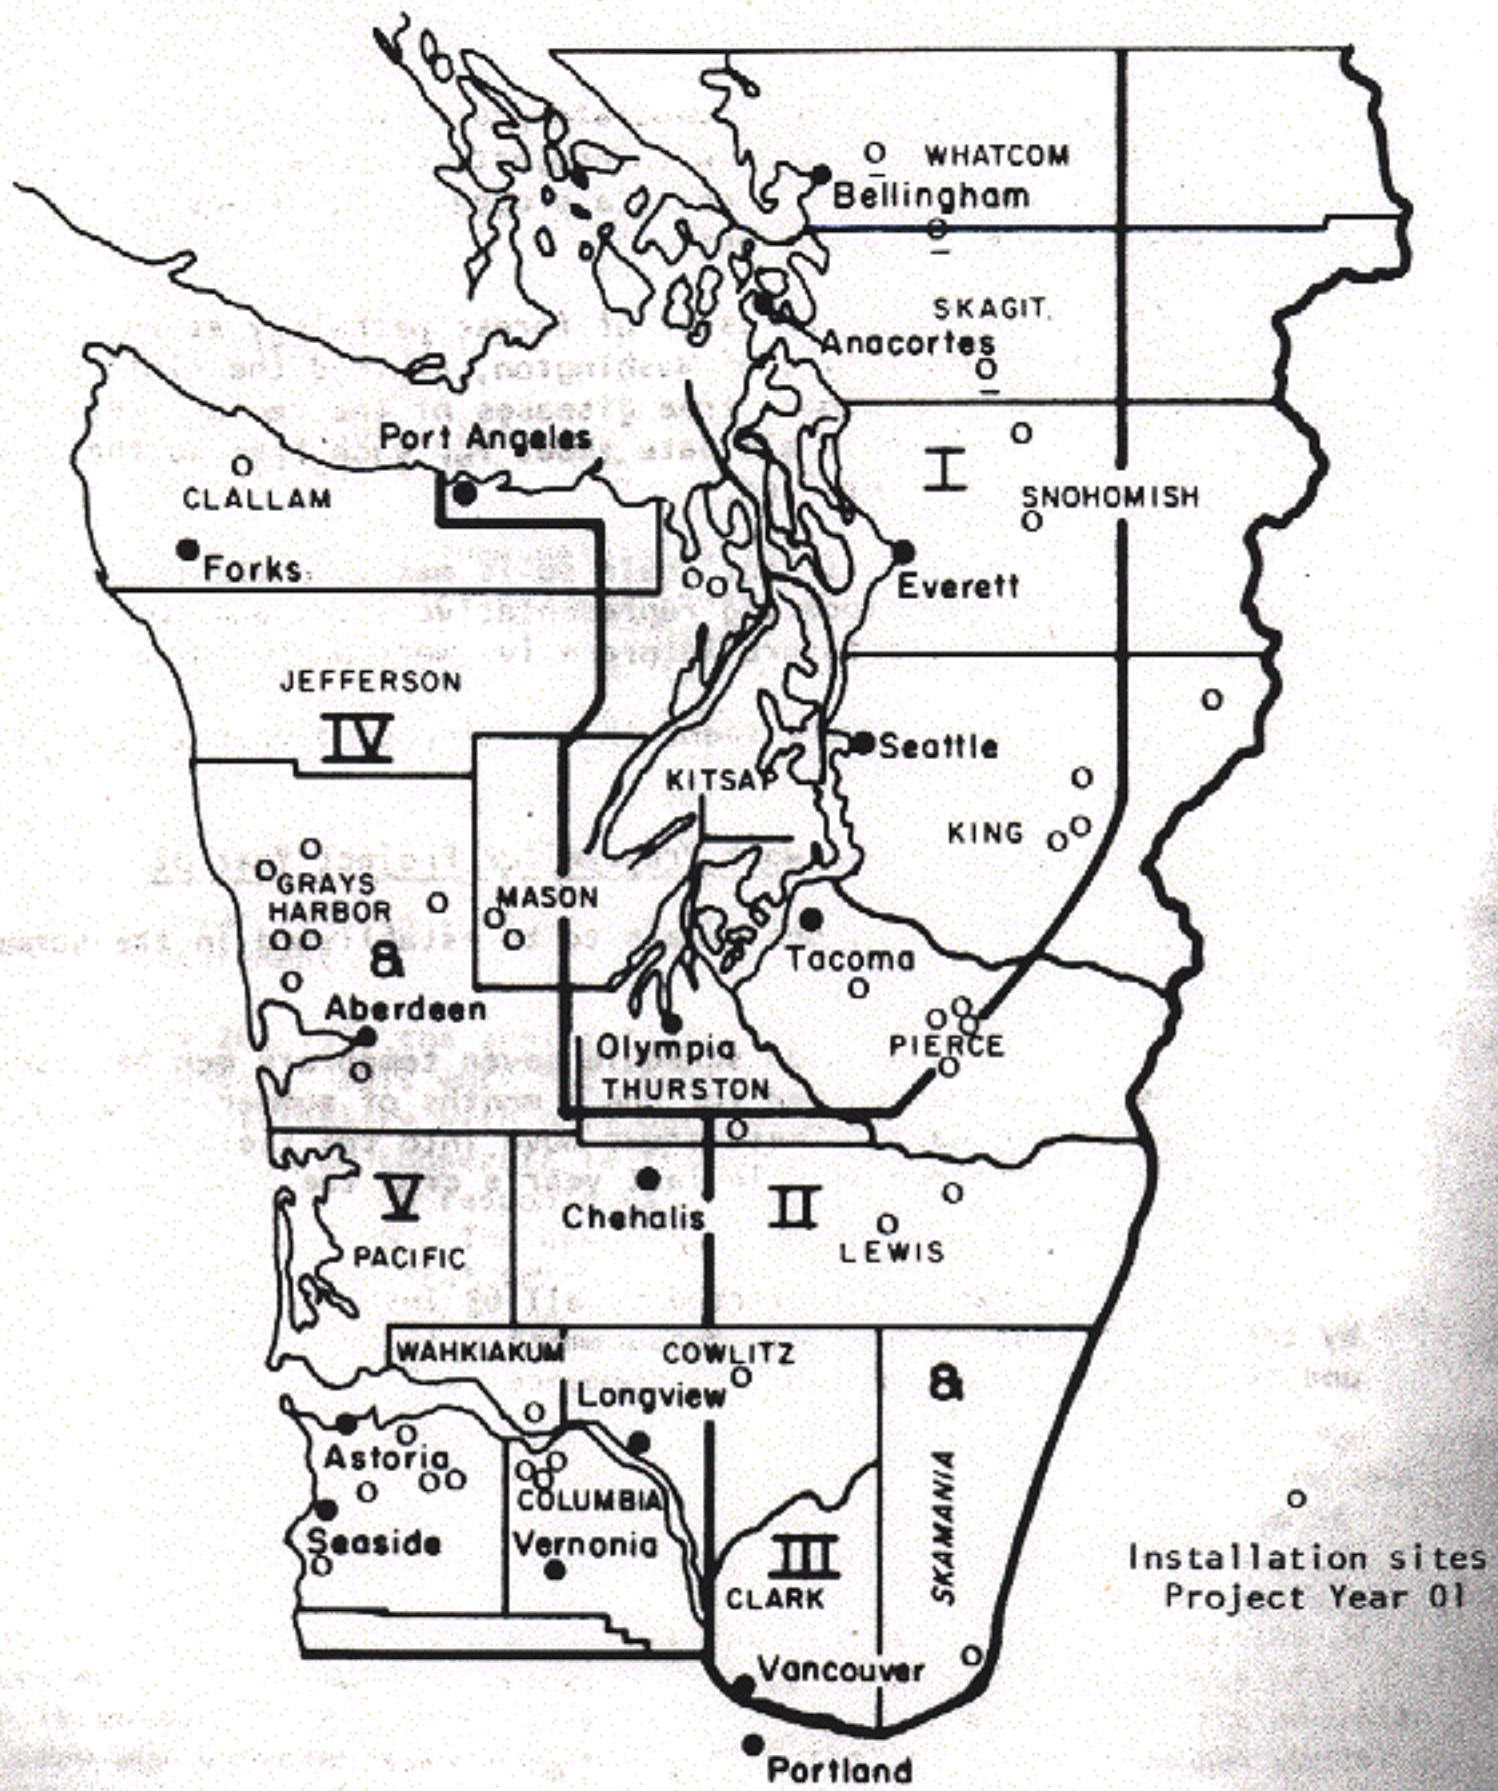 WHATCOM
Bellingham
SKAGIT
Anacortes
Port Angeles
I
CLALLAM
SNOHOMISH
Forks
Everett
JEFFERSON
IV
Seattle
KITSAP
KING
GRAYS
HARBOR
MASON
&
Tacoma
Aberdeen
Olympia
PIERCE
THURSTON
V
II
Chehalis
LEWIS
PACIFIC
WAHKIAKUM
COWLITZ
&
Longview
Astoria
COLUMBIA
SKAMANIA
Seaside
Vernonia
III
CLARK
Installation sites
Project Year 01
Vancouver
Portland